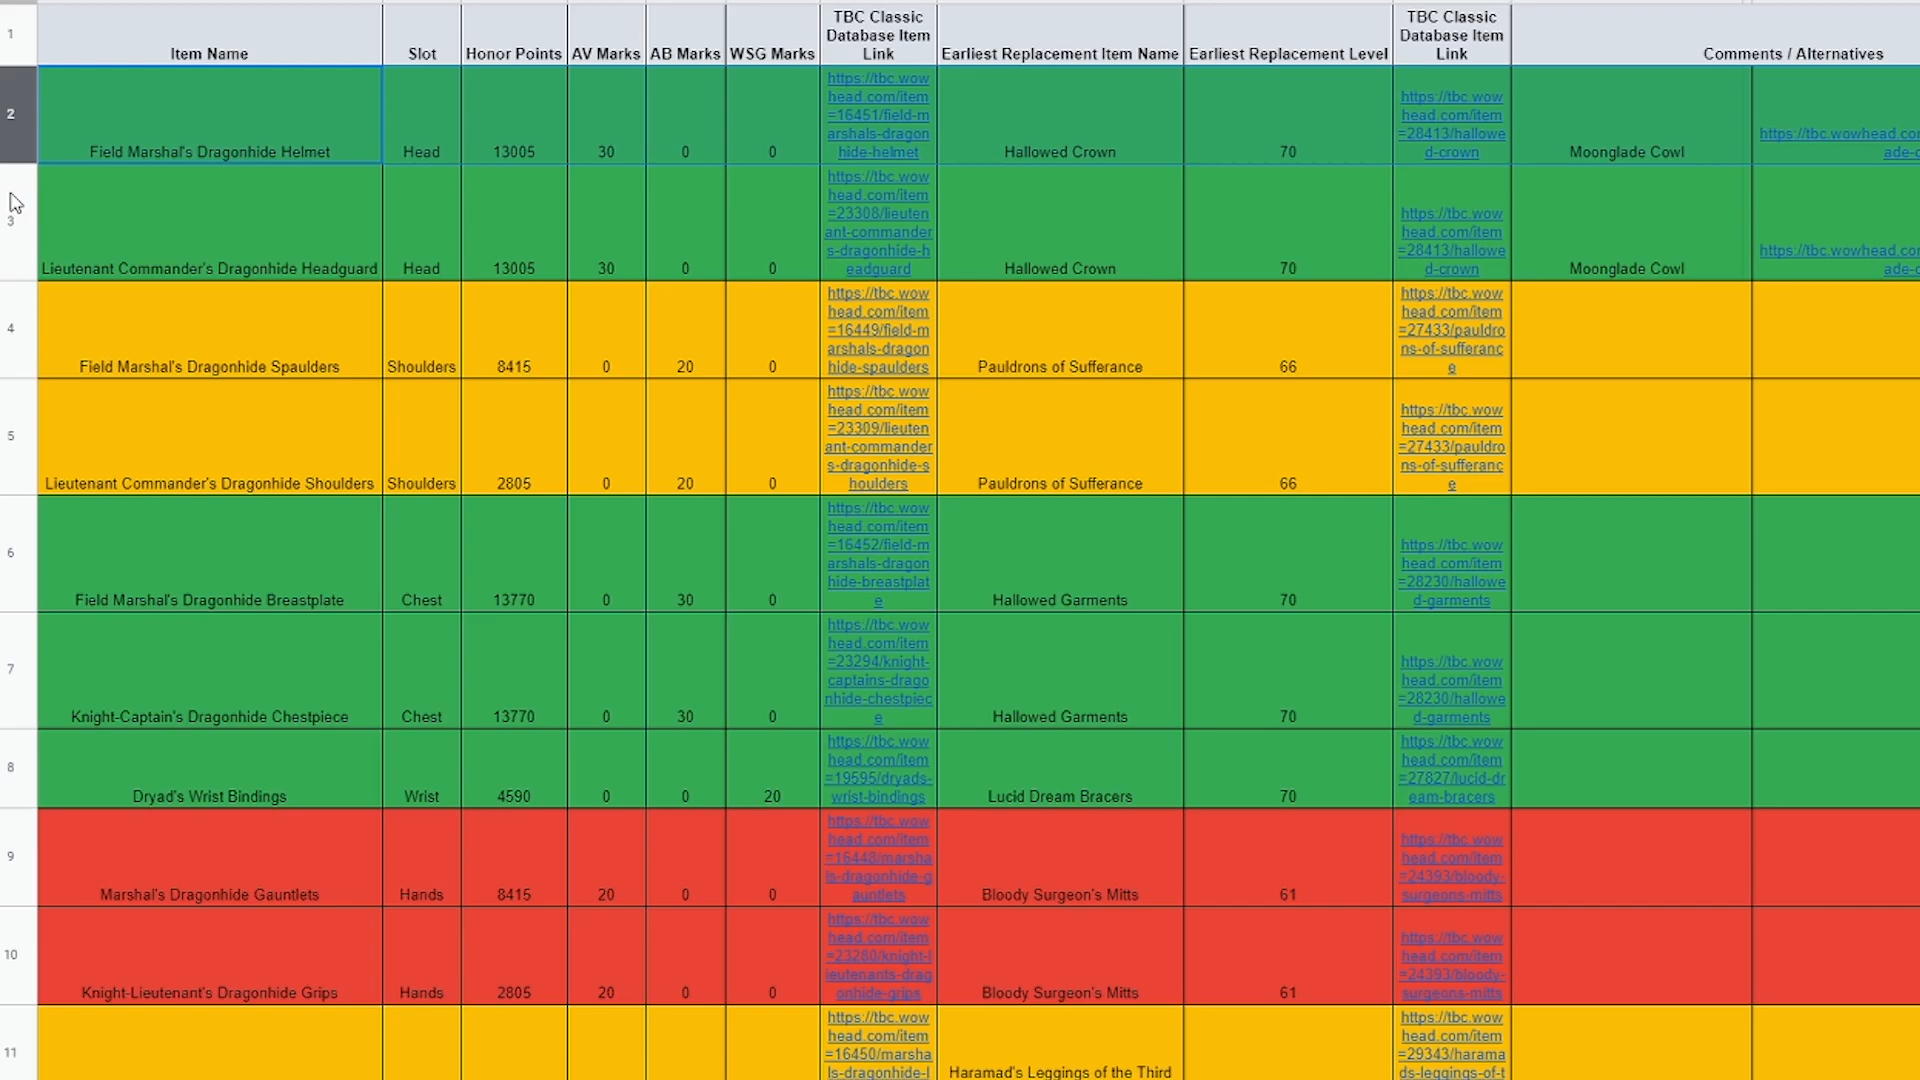 1
Item Name
Slot
Honor Points
AV Marks
AB Marks
WSG Marks
TBC Classic
Database Item
Link
Earliest Replacement Item Name
Earliest Replacement Level
TBC Classic
Database Item
Link
Comments / Alternatives
2
Field Marshal's Dragonhide Helmet
Head
13005
30
0
0
https://tbc.wow
head.com/item
=16451/field-m
arshals-dragon
hide-helmet
Hallowed Crown
70
https://tbc.wow
head.com/item
=28413/hallowe
d-crown
Moonglade Cowl
https://tbc.wowhead.co
ade-c
3
Lieutenant Commander's Dragonhide Headguard
Head
13005
30
0
0
https://tbc.wow
head.com/item
=23308/lieuten
ant-commander
s-dragonhide-h
eadguard
Hallowed Crown
70
https://tbc.wow
head.com/item
=28413/hallowe
d-crown
Moonglade Cowl
https://tbc.wowhead.co
ade-c
4
Field Marshal's Dragonhide Spaulders
Shoulders
8415
0
20
0
https://tbc.wow
head.com/item
=16449/field-m
arshals-dragon
hide-spaulders
Pauldrons of Sufferance
66
https://tbc.wow
head.com/item
=27433/pauldro
ns-of-sufferanc
e
5
Lieutenant Commander's Dragonhide Shoulders
Shoulders
2805
0
20
0
https://tbc.wow
head.com/item
=23309/lieuten
ant-commander
s-dragonhide-s
houlders
Pauldrons of Sufferance
66
https://tbc.wow
head.com/item
=27433/pauldro
ns-of-sufferanc
e
6
Field Marshal's Dragonhide Breastplate
Chest
13770
0
30
0
https://tbc.wow
head.com/item
=16452/field-m
arshals-dragon
hide-breastplat
e
Hallowed Garments
70
https://tbc.wow
head.com/item
=28230/hallowe
d-garments
7
Knight-Captain's Dragonhide Chestpiece
Chest
13770
0
30
0
https://tbc.wow
head.com/item
=23294/knight-
captains-drago
nhide-chestpiec
e
Hallowed Garments
70
https://tbc.wow
head.com/item
=28230/hallowe
d-garments
8
Dryad's Wrist Bindings
Wrist
4590
0
0
20
https://tbc.wow
head.com/item
=19595/dryads-
wrist-bindings
Lucid Dream Bracers
70
https://tbc.wow
head.com/item
=27827/lucid-dr
eam-bracers
9
Marshal's Dragonhide Gauntlets
Hands
8415
20
0
0
https://tbc.wow
head.com/item
=16448/marsha
ls-dragonhide-g
auntlets
Bloody Surgeon's Mitts
61
https://tbc.wow
head.com/item
=24393/bloody-
surgeons-mitts
10
Knight-Lieutenant's Dragonhide Grips
Hands
2805
20
0
0
https://tbc.wow
head.com/item
=23280/knight-l
ieutenants-drag
onhide-grips
Bloody Surgeon's Mitts
61
https://tbc.wow
head.com/item
=24393/bloody-
surgeons-mitts
11
https://tbc.wow
head.com/item
=16450/marsha
ls-dragonhide-l
Haramad's Leggings of the Third
https://tbc.wow
head.com/item
=29343/harama
ds-leggings-of-t